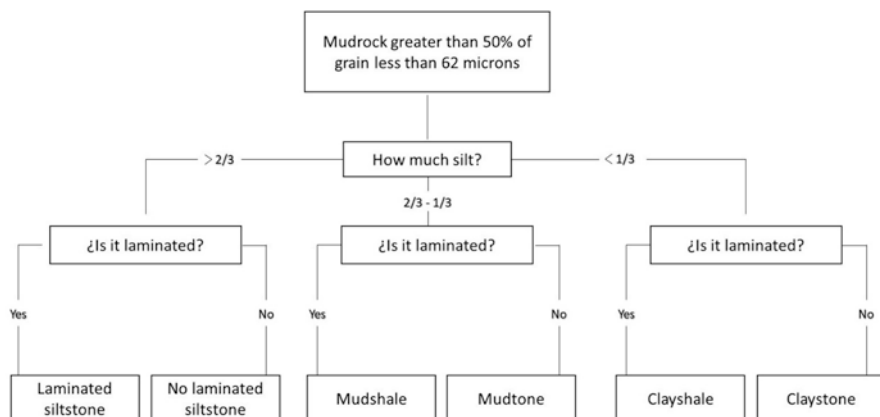 Mudrock greater than 50% of
grain less than 62 microns
> 2/3
How much silt?
< 1/3
2/3 - 1/3
¿Is it laminated?
¿Is it laminated?
¿Is it laminated?
Yes
No
Yes
No
Yes
No
Laminated
siltstone
No laminated
siltstone
Mudshale
Mudtone
Clayshale
Claystone